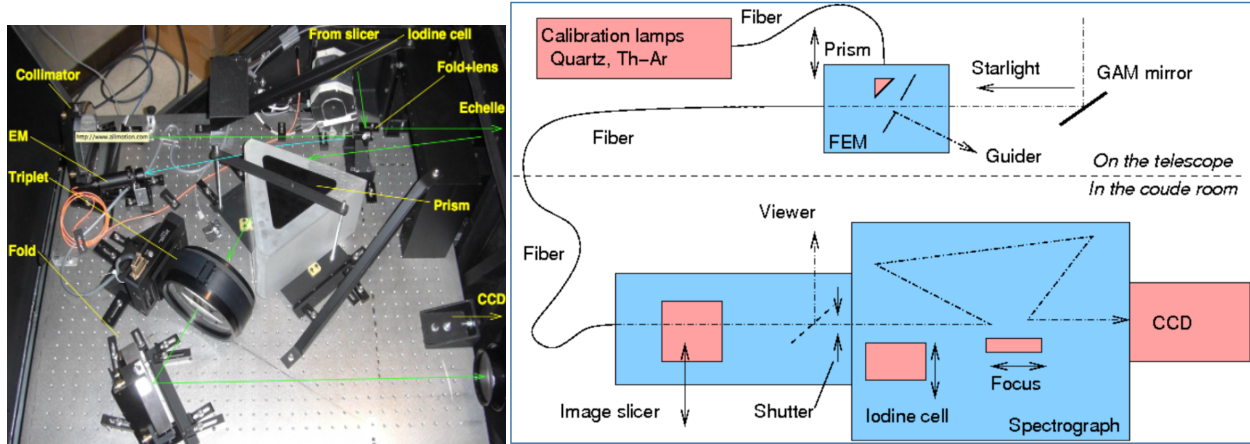 From slicer
Iodine cell
Collimator
Fold+lens
Echelle
http://www.allmotion.com
EM
Triplet
Prism
Fold
CCD
Fiber
Calibration lamps
Quartz, Th-Ar
Prism
Starlight
GAM mirror
Fiber
FEM
Guider
On the telescope
In the coude room
Viewer
Fiber
CCD
Image slicer
Shutter
Iodine cell
Focus
Spectrograph